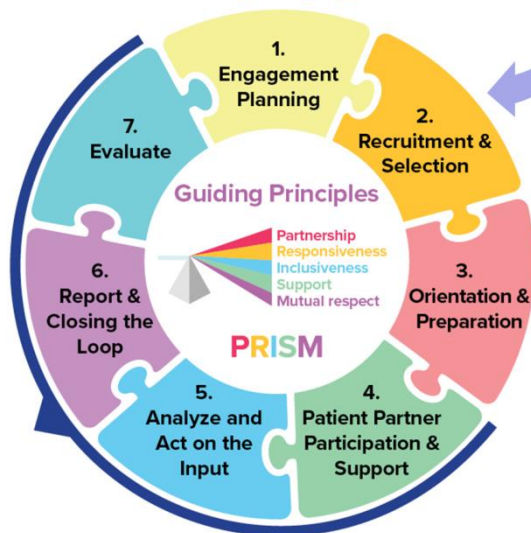 1.
Engagement
Planning
2.
Recruitment &
Selection
3.
Orientation &
Preparation
4.
Patient Partner
Participation &
Support
5.
Analyze and
Act on the
Input
6.
Report &
Closing the
Loop
7.
Evaluate
Guiding Principles
Partnership
Responsiveness
Inclusiveness
Support
Mutual respect
PRISM